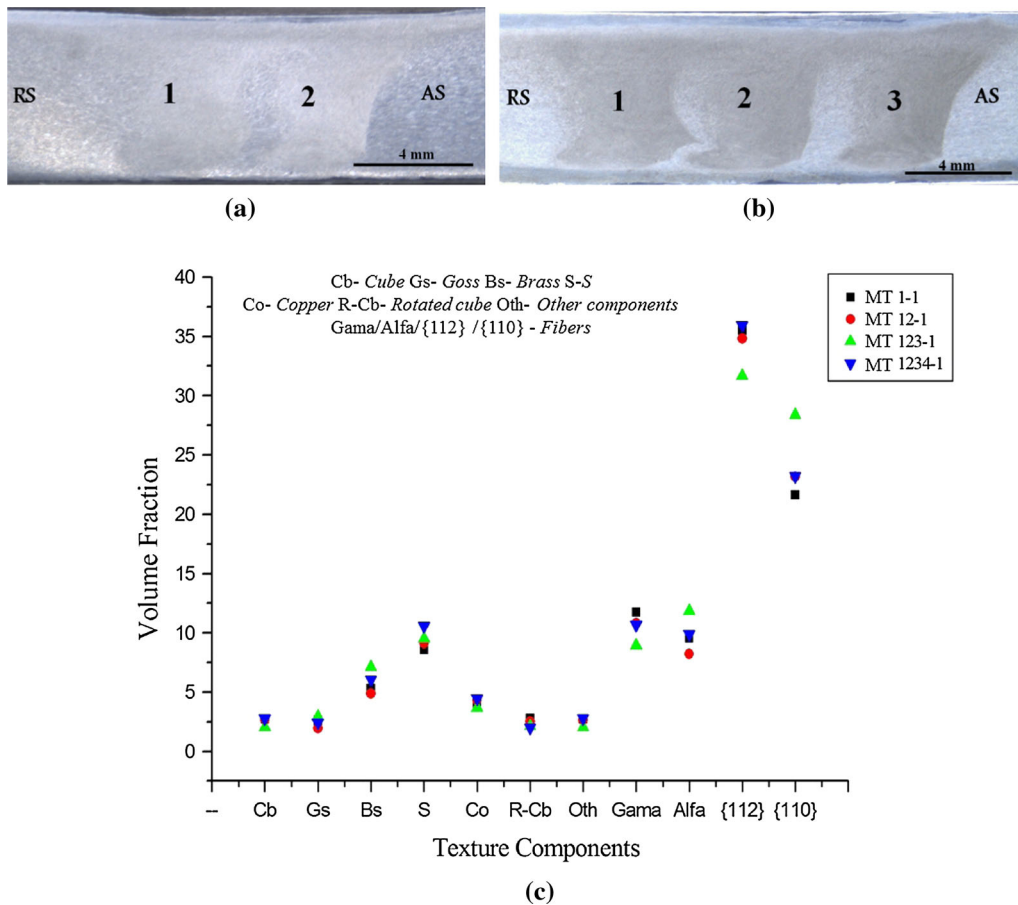 RS 1 2 AS
4 mm
(a)
RS 1 2 3 AS
4 mm
(b)
Cb- Cube Gs- Goss Bs- Brass S-S
Co- Copper R-Cb- Rotated cube Oth- Other components
Gama/Alfa/{112} /{110} - Fibers
MT 1-1
MT 12-1
MT 123-1
MT 1234-1
40
35
30
25
20
15
10
5
0
Volume Fraction
-- Cb Gs Bs S Co R-Cb Oth Gama Alfa {112} {110}
Texture Components
(c)